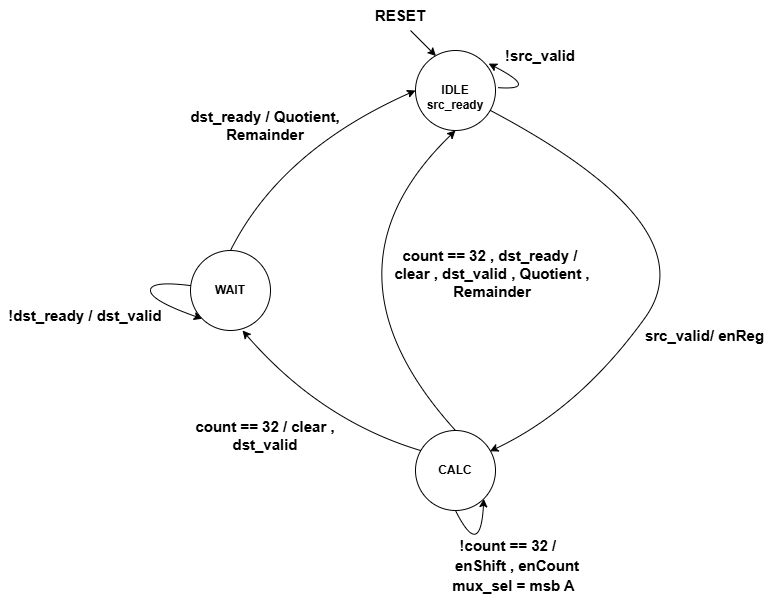 RESET
!src_valid
IDLE
src_ready
dst_ready / Quotient,
Remainder
count == 32 , dst_ready /
clear , dst_valid , Quotient ,
Remainder
WAIT
!dst_ready / dst_valid
src_valid/ enReg
count == 32 / clear ,
dst_valid
CALC
!count == 32 /
enShift , enCount
mux_sel = msb A